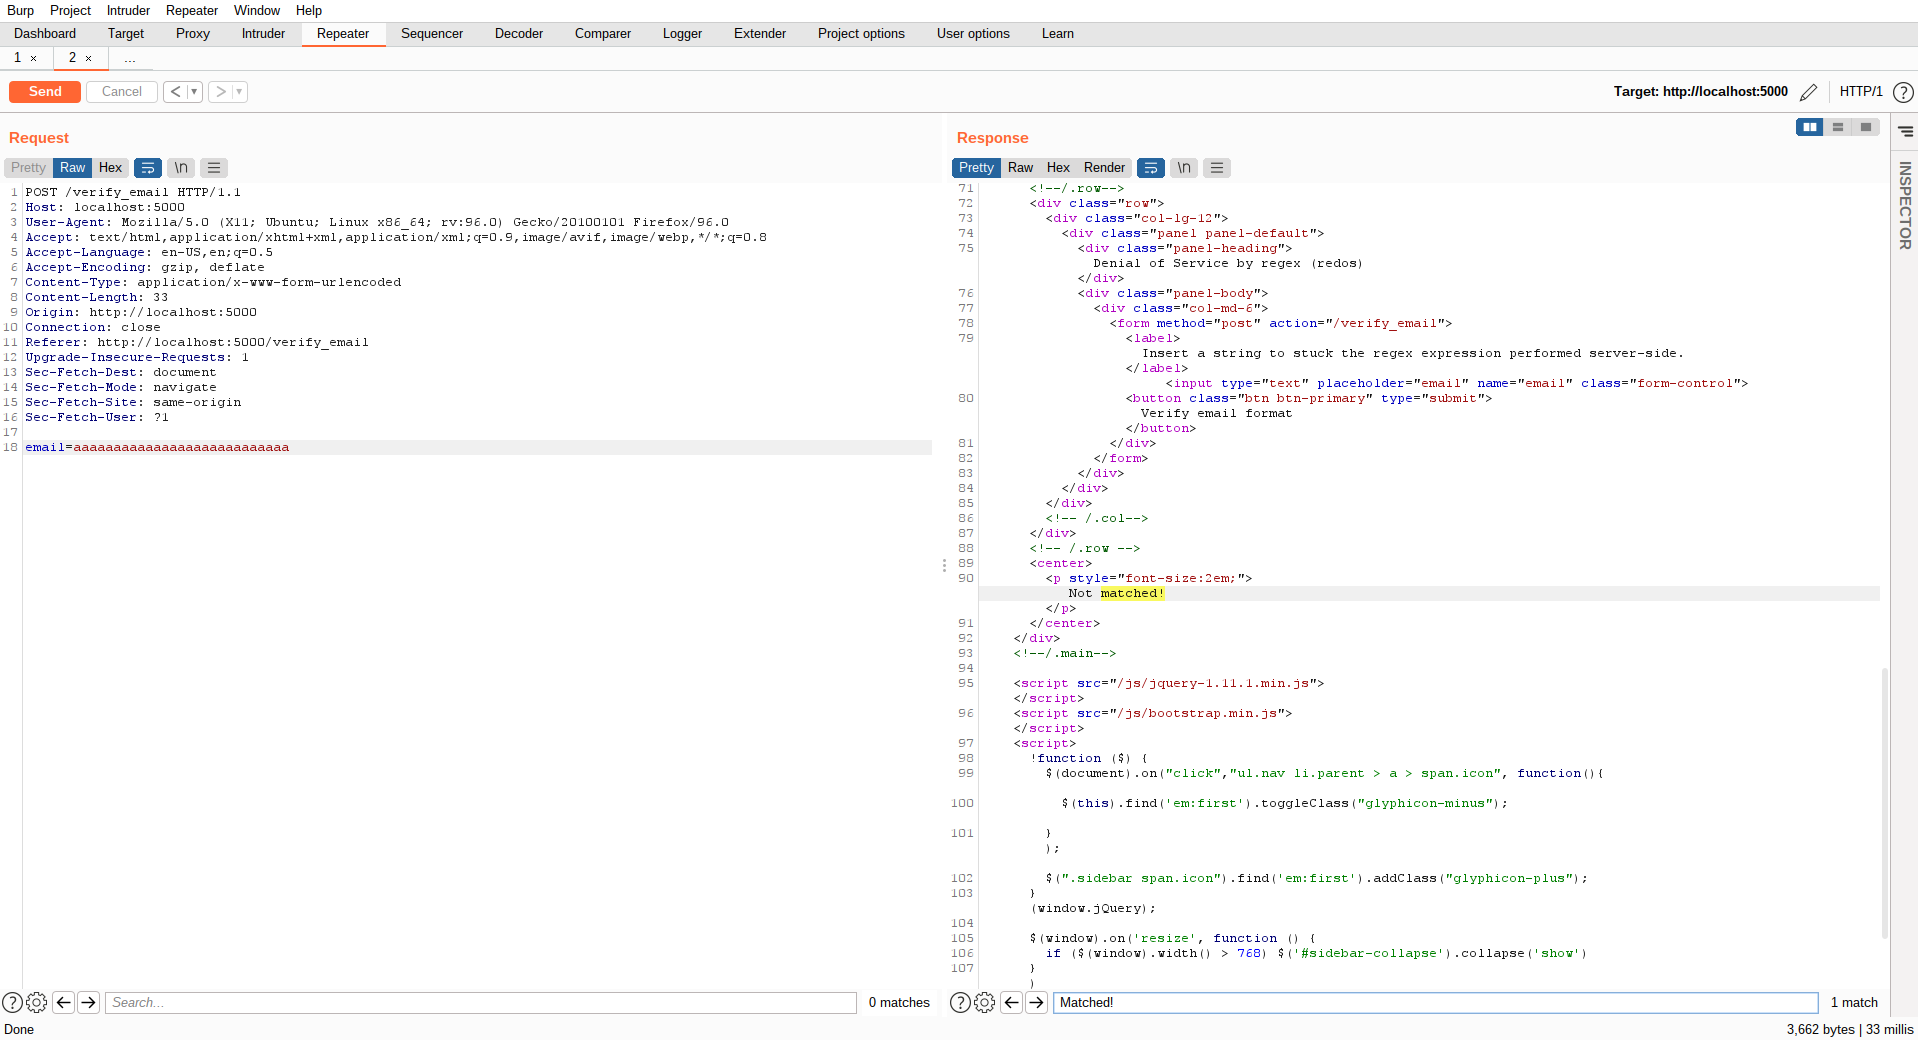 Burp Project Intruder Repeater Window Help
Dashboard Target Proxy Intruder Repeater Sequencer Decoder Comparer Logger Extender Project options User options Learn
1 × 2 × ...
Send Cancel < ▼ > ▼ Target: http://localhost:5000 HTTP/1 ?
Request
Pretty Raw Hex \n
1 POST /verify_email HTTP/1.1
2 Host: localhost:5000
3 User-Agent: Mozilla/5.0 (X11; Ubuntu; Linux x86_64; rv:96.0) Gecko/20100101 Firefox/96.0
4 Accept: text/html,application/xhtml+xml,application/xml;q=0.9,image/avif,image/webp,*/*;q=0.8
5 Accept-Language: en-US,en;q=0.5
6 Accept-Encoding: gzip, deflate
7 Content-Type: application/x-www-form-urlencoded
8 Content-Length: 33
9 Origin: http://localhost:5000
10 Connection: close
11 Referer: http://localhost:5000/verify_email
12 Upgrade-Insecure-Requests: 1
13 Sec-Fetch-Dest: document
14 Sec-Fetch-Mode: navigate
15 Sec-Fetch-Site: same-origin
16 Sec-Fetch-User: ?1
17
18 email=aaaaaaaaaaaaaaaaaaaaaaaaaaa
? Search... 0 matches
Response
Pretty Raw Hex Render \n
71 <!--/.row-->
72 <div class="row">
73 <div class="col-lg-12">
74 <div class="panel panel-default">
75 <div class="panel-heading">
Denial of Service by regex (redos)
</div>
76 <div class="panel-body">
77 <div class="col-md-6">
78 <form method="post" action="/verify_email">
79 <label>
Insert a string to stuck the regex expression performed server-side.
</label>
<input type="text" placeholder="email" name="email" class="form-control">
80 <button class="btn btn-primary" type="submit">
Verify email format
</button>
81 </div>
82 </form>
83 </div>
84 </div>
85 </div>
86 <!-- /.col-->
87 </div>
88 <!-- /.row -->
89 <center>
90 <p style="font-size:2em;">
Not matched!
</p>
91 </center>
92 </div>
93 <!--/.main-->
94
95 <script src="/js/jquery-1.11.1.min.js">
</script>
96 <script src="/js/bootstrap.min.js">
</script>
97 <script>
98 !function ($) {
99 $(document).on("click","ul.nav li.parent > a > span.icon", function(){
100 $(this).find('em:first').toggleClass("glyphicon-minus");
101 }
);
102 $(".sidebar span.icon").find('em:first').addClass("glyphicon-plus");
103 }
(window.jQuery);
104
105 $(window).on('resize', function () {
106 if ($(window).width() > 768) $('#sidebar-collapse').collapse('show')
107 }
)
? Matched! 1 match
INSPECTOR
Done 3,662 bytes | 33 millis